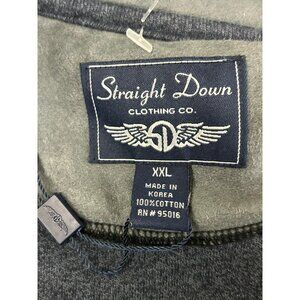 Straight Down
CLOTHING CO.
SD
XXL
MADE IN
KOREA
100% COTTON
RN # 95016